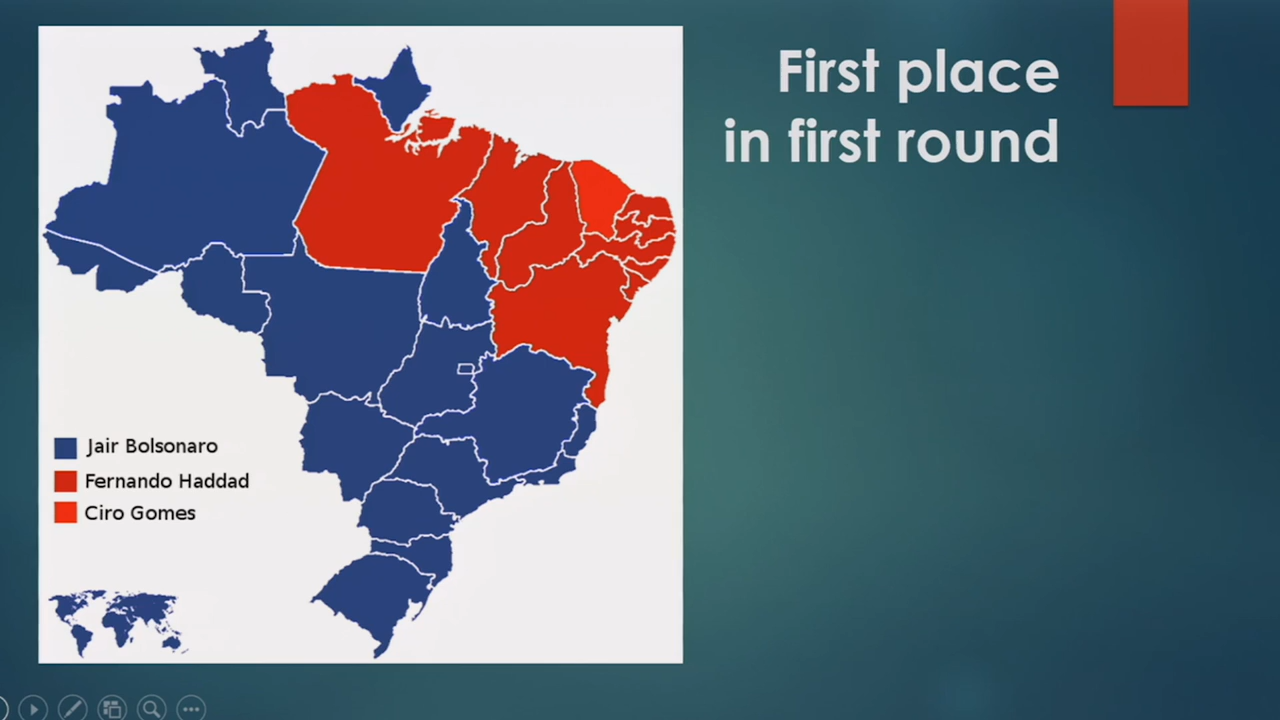 First place
in first round
Jair Bolsonaro
Fernando Haddad
Ciro Gomes